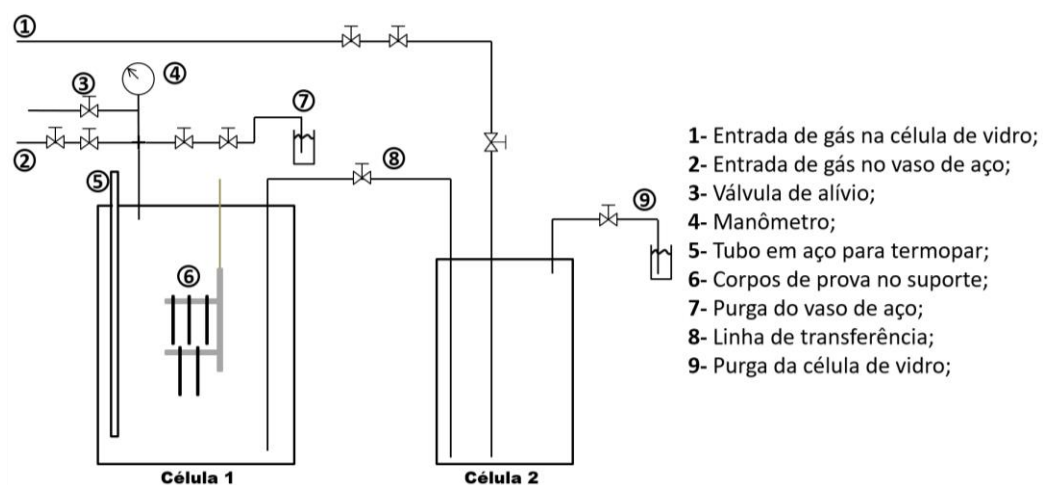 1
4
3
7
2
8
5
9
6
Célula 1
Célula 2
1- Entrada de gás na célula de vidro;
2- Entrada de gás no vaso de aço;
3- Válvula de alívio;
4- Manômetro;
5- Tubo em aço para termopar;
6- Corpos de prova no suporte;
7- Purga do vaso de aço;
8- Linha de transferência;
9- Purga da célula de vidro;